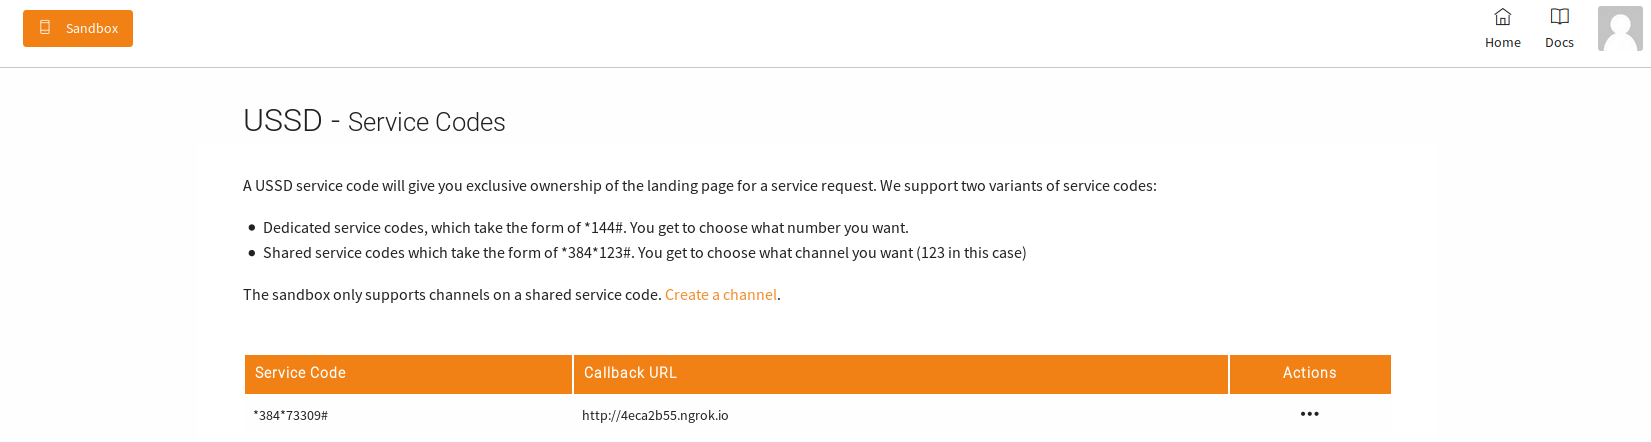 Sandbox
Home
Docs
USSD - Service Codes
A USSD service code will give you exclusive ownership of the landing page for a service request. We support two variants of service codes:
Dedicated service codes, which take the form of *144#. You get to choose what number you want.
Shared service codes which take the form of *384*123#. You get to choose what channel you want (123 in this case)
The sandbox only supports channels on a shared service code. Create a channel.
Service Code
Callback URL
Actions
*384*73309#
http://4eca2b55.ngrok.io